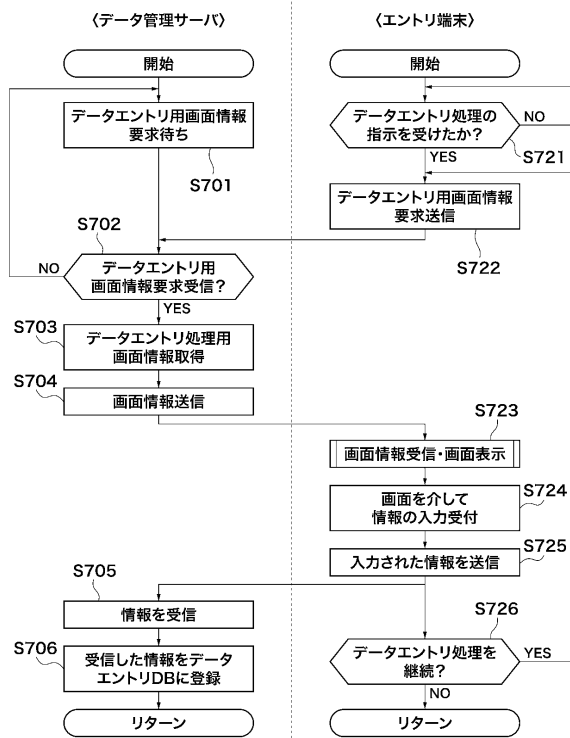 〈データ管理サーバ〉
〈エントリ端末〉
開始
開始
データエントリ用画面情報
要求待ち
S701
データエントリ処理の
指示を受けたか？
NO
S721
YES
データエントリ用画面情報
要求送信
S722
S702
NO
データエントリ用
画面情報要求受信？
YES
S703
データエントリ処理用
画面情報取得
S704
画面情報送信
S723
画面情報受信・画面表示
画面を介して
情報の入力受付
S724
入力された情報を送信
S725
S705
情報を受信
S706
受信した情報をデータ
エントリDBに登録
S726
データエントリ処理を
継続？
YES
NO
リターン
リターン